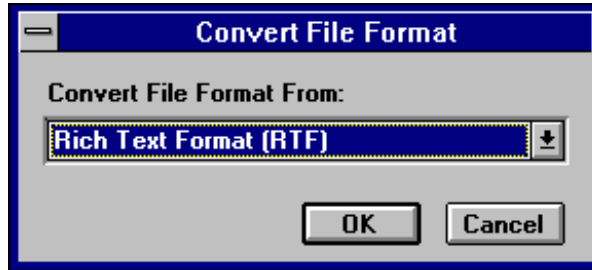 Convert File Format
Convert File Format From:
Rich Text Format (RTF)
OK
Cancel